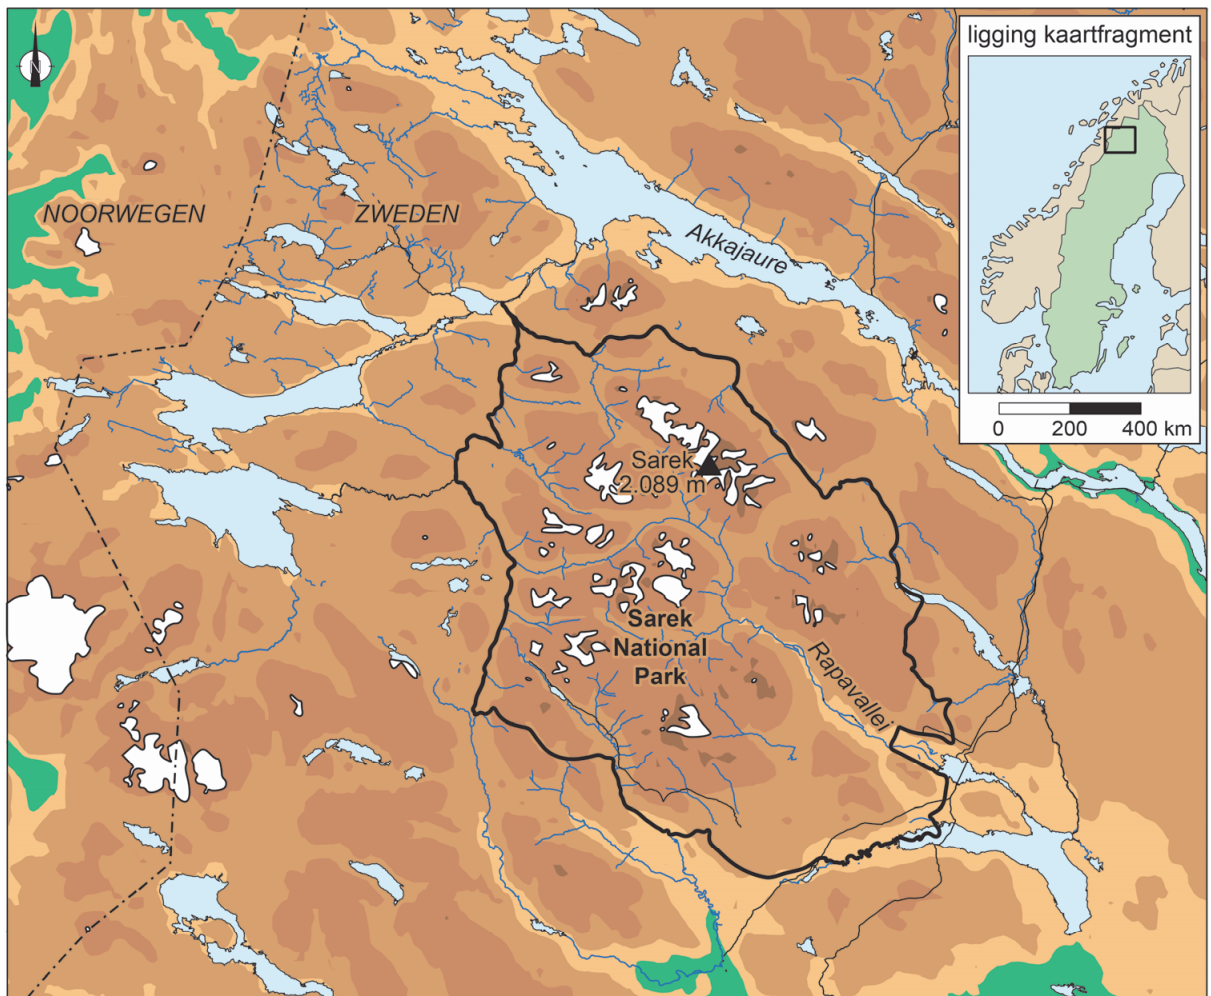 ligging kaartfragment
0 200 400 km
N
NOORWEGEN
ZWEDEN
Akkajaure
Sarek
2.089 m
Sarek
National
Park
Rapavallei